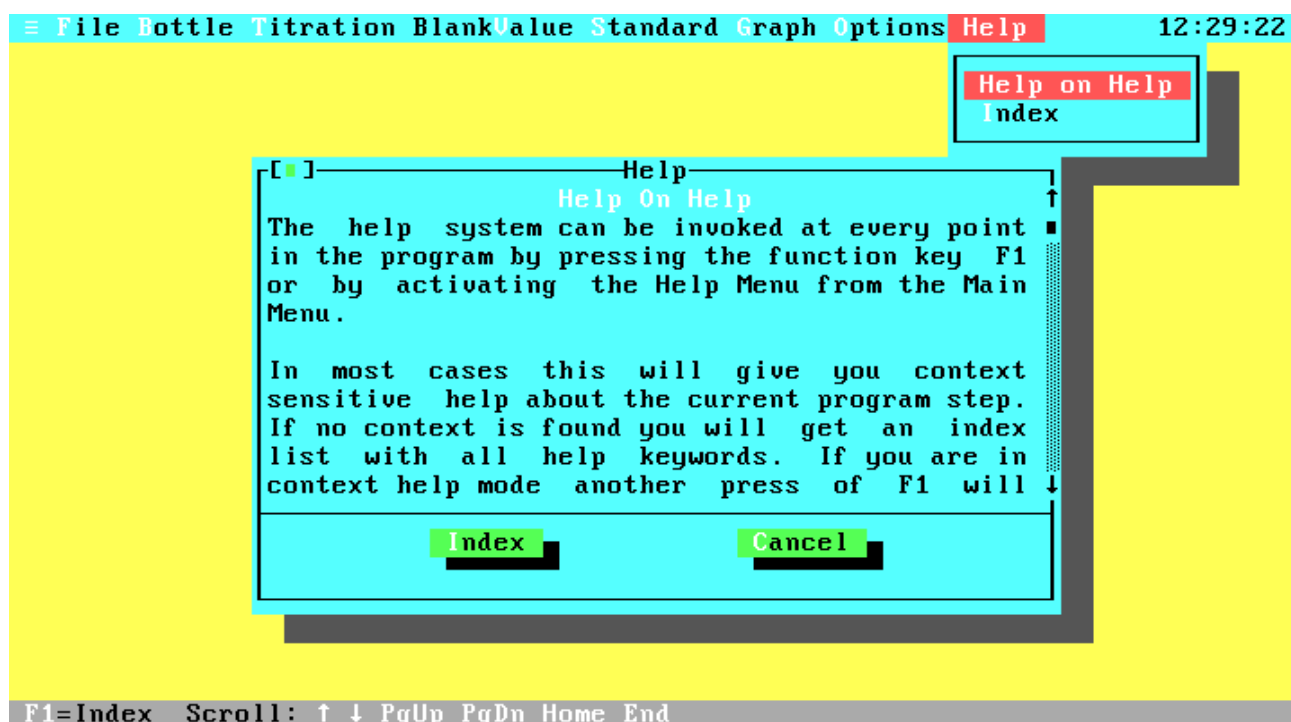 ≡ File Bottle Titration BlankValue Standard Graph Options Help 12:29:22
Help on Help
Index
[▪] Help
Help On Help
The help system can be invoked at every point
in the program by pressing the function key F1
or by activating the Help Menu from the Main
Menu.
In most cases this will give you context
sensitive help about the current program step.
If no context is found you will get an index
list with all help keywords. If you are in
context help mode another press of F1 will
Index Cancel
F1=Index Scroll: ↑ ↓ PgUp PgDn Home End